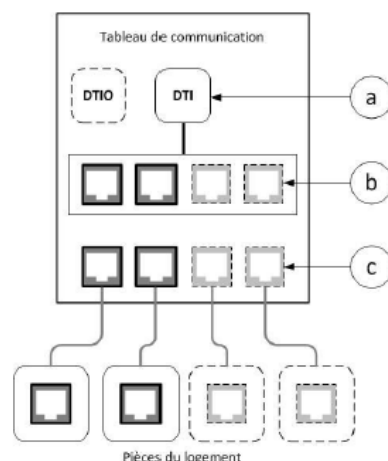 Tableau de communication
DTIO
DTI
a
b
c
Pièces du logement